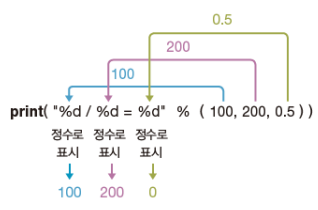 0.5
200
100
print( "%d / %d = %d" % ( 100, 200, 0.5 ) )
정수로 정수로 정수로
표시 표시 표시
100 200 0